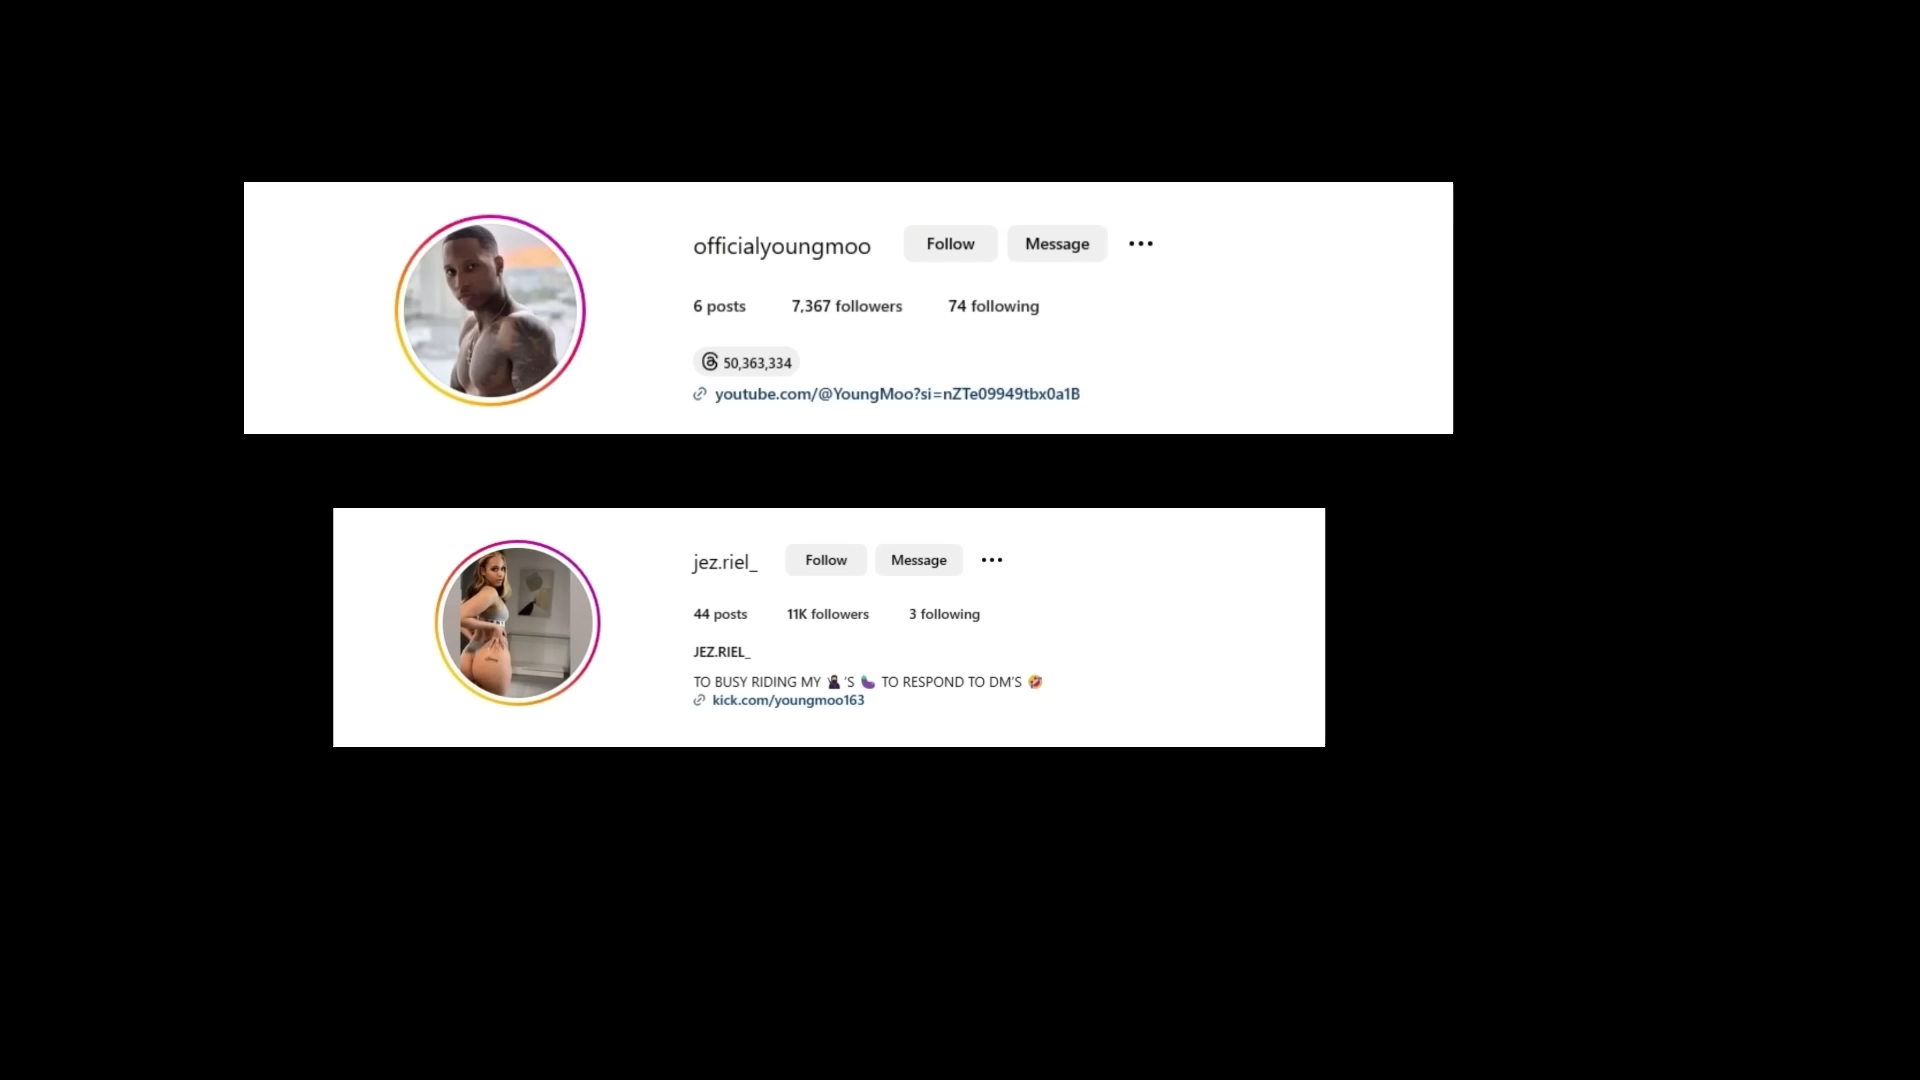 officialyoungmoo Follow Message
6 posts 7,367 followers 74 following
50,363,334
youtube.com/@YoungMoo?si=nZTe09949tbx0a1B
jez.riel_ Follow Message
44 posts 11K followers 3 following
JEZ.RIEL_
TO BUSY RIDING MY 🥷🏿'S 🍆 TO RESPOND TO DM'S 🤣
kick.com/youngmoo163